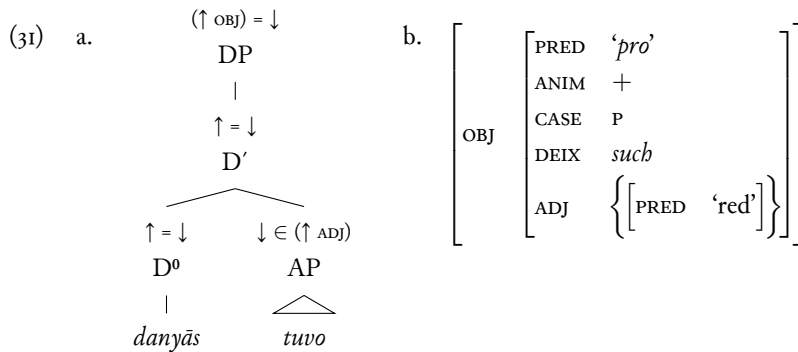 (31) a. (↑ OBJ) = ↓ b.
DP
↑ = ↓
D′
↑ = ↓ ↓ ∈ (↑ ADJ)
D⁰ AP
danyās tuvo
OBJ
PRED ‘pro’
ANIM +
CASE P
DEIX such
ADJ {[PRED ‘red’]}